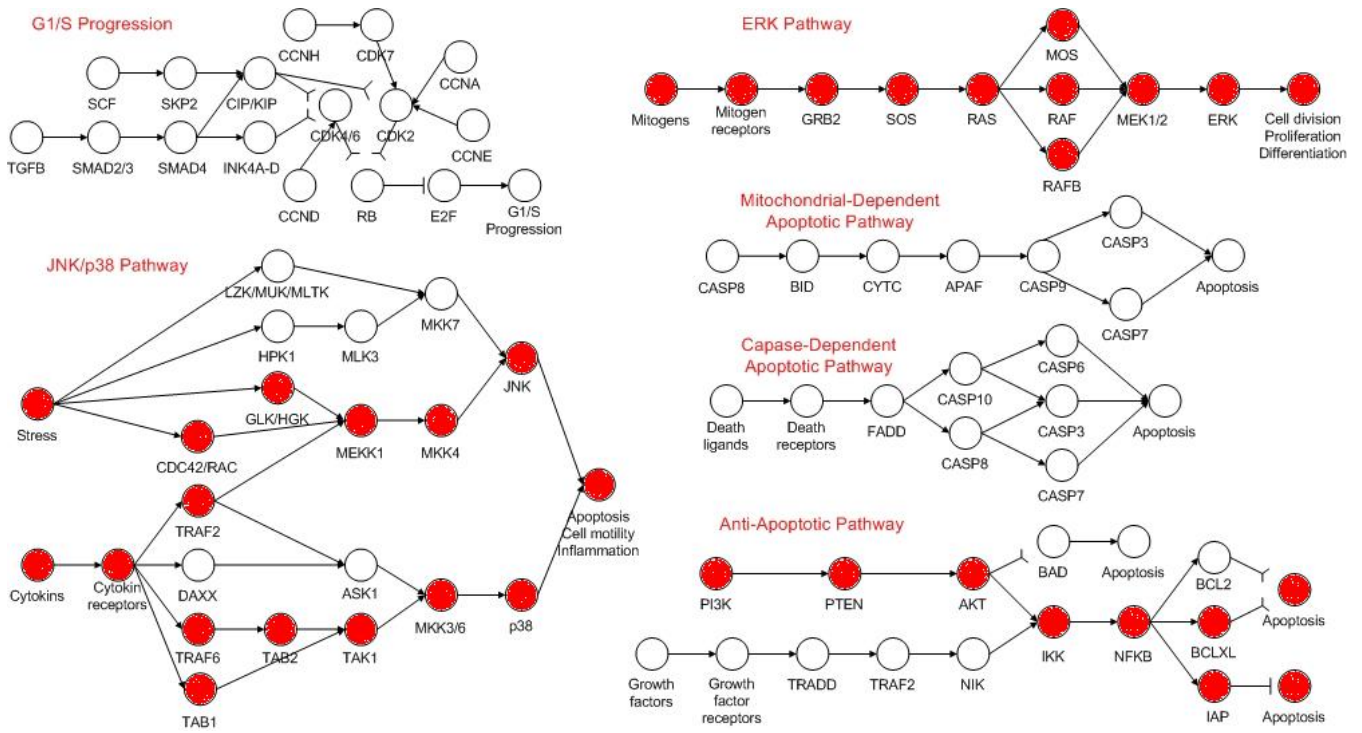 G1/S Progression
CCNH
CDK7
CCNA
SCF
SKP2
CIP/KIP
CDK4/6
CDK2
TGFB
SMAD2/3
SMAD4
INK4A-D
CCNE
CCND
RB
E2F
G1/S
Progression
ERK Pathway
MOS
Mitogens
Mitogen
receptors
GRB2
SOS
RAS
RAF
MEK1/2
ERK
Cell division
Proliferation
Differentiation
RAFB
Mitochondrial-Dependent
Apoptotic Pathway
CASP3
CASP8
BID
CYTC
APAF
CASP9
Apoptosis
CASP7
JNK/p38 Pathway
LZK/MUK/MLTK
MKK7
HPK1
MLK3
JNK
Stress
GLK/HGK
CDC42/RAC
MEKK1
MKK4
TRAF2
Apoptosis
Cell motility
Inflammation
Cytokins
Cytokin
receptors
DAXX
ASK1
MKK3/6
p38
TRAF6
TAB2
TAK1
TAB1
Capase-Dependent
Apoptotic Pathway
CASP6
CASP10
Death
ligands
Death
receptors
FADD
CASP3
Apoptosis
CASP8
CASP7
Anti-Apoptotic Pathway
BAD
Apoptosis
BCL2
PI3K
PTEN
AKT
Apoptosis
IKK
NFKB
BCLXL
Growth
factors
Growth
factor
receptors
TRADD
TRAF2
NIK
IAP
Apoptosis